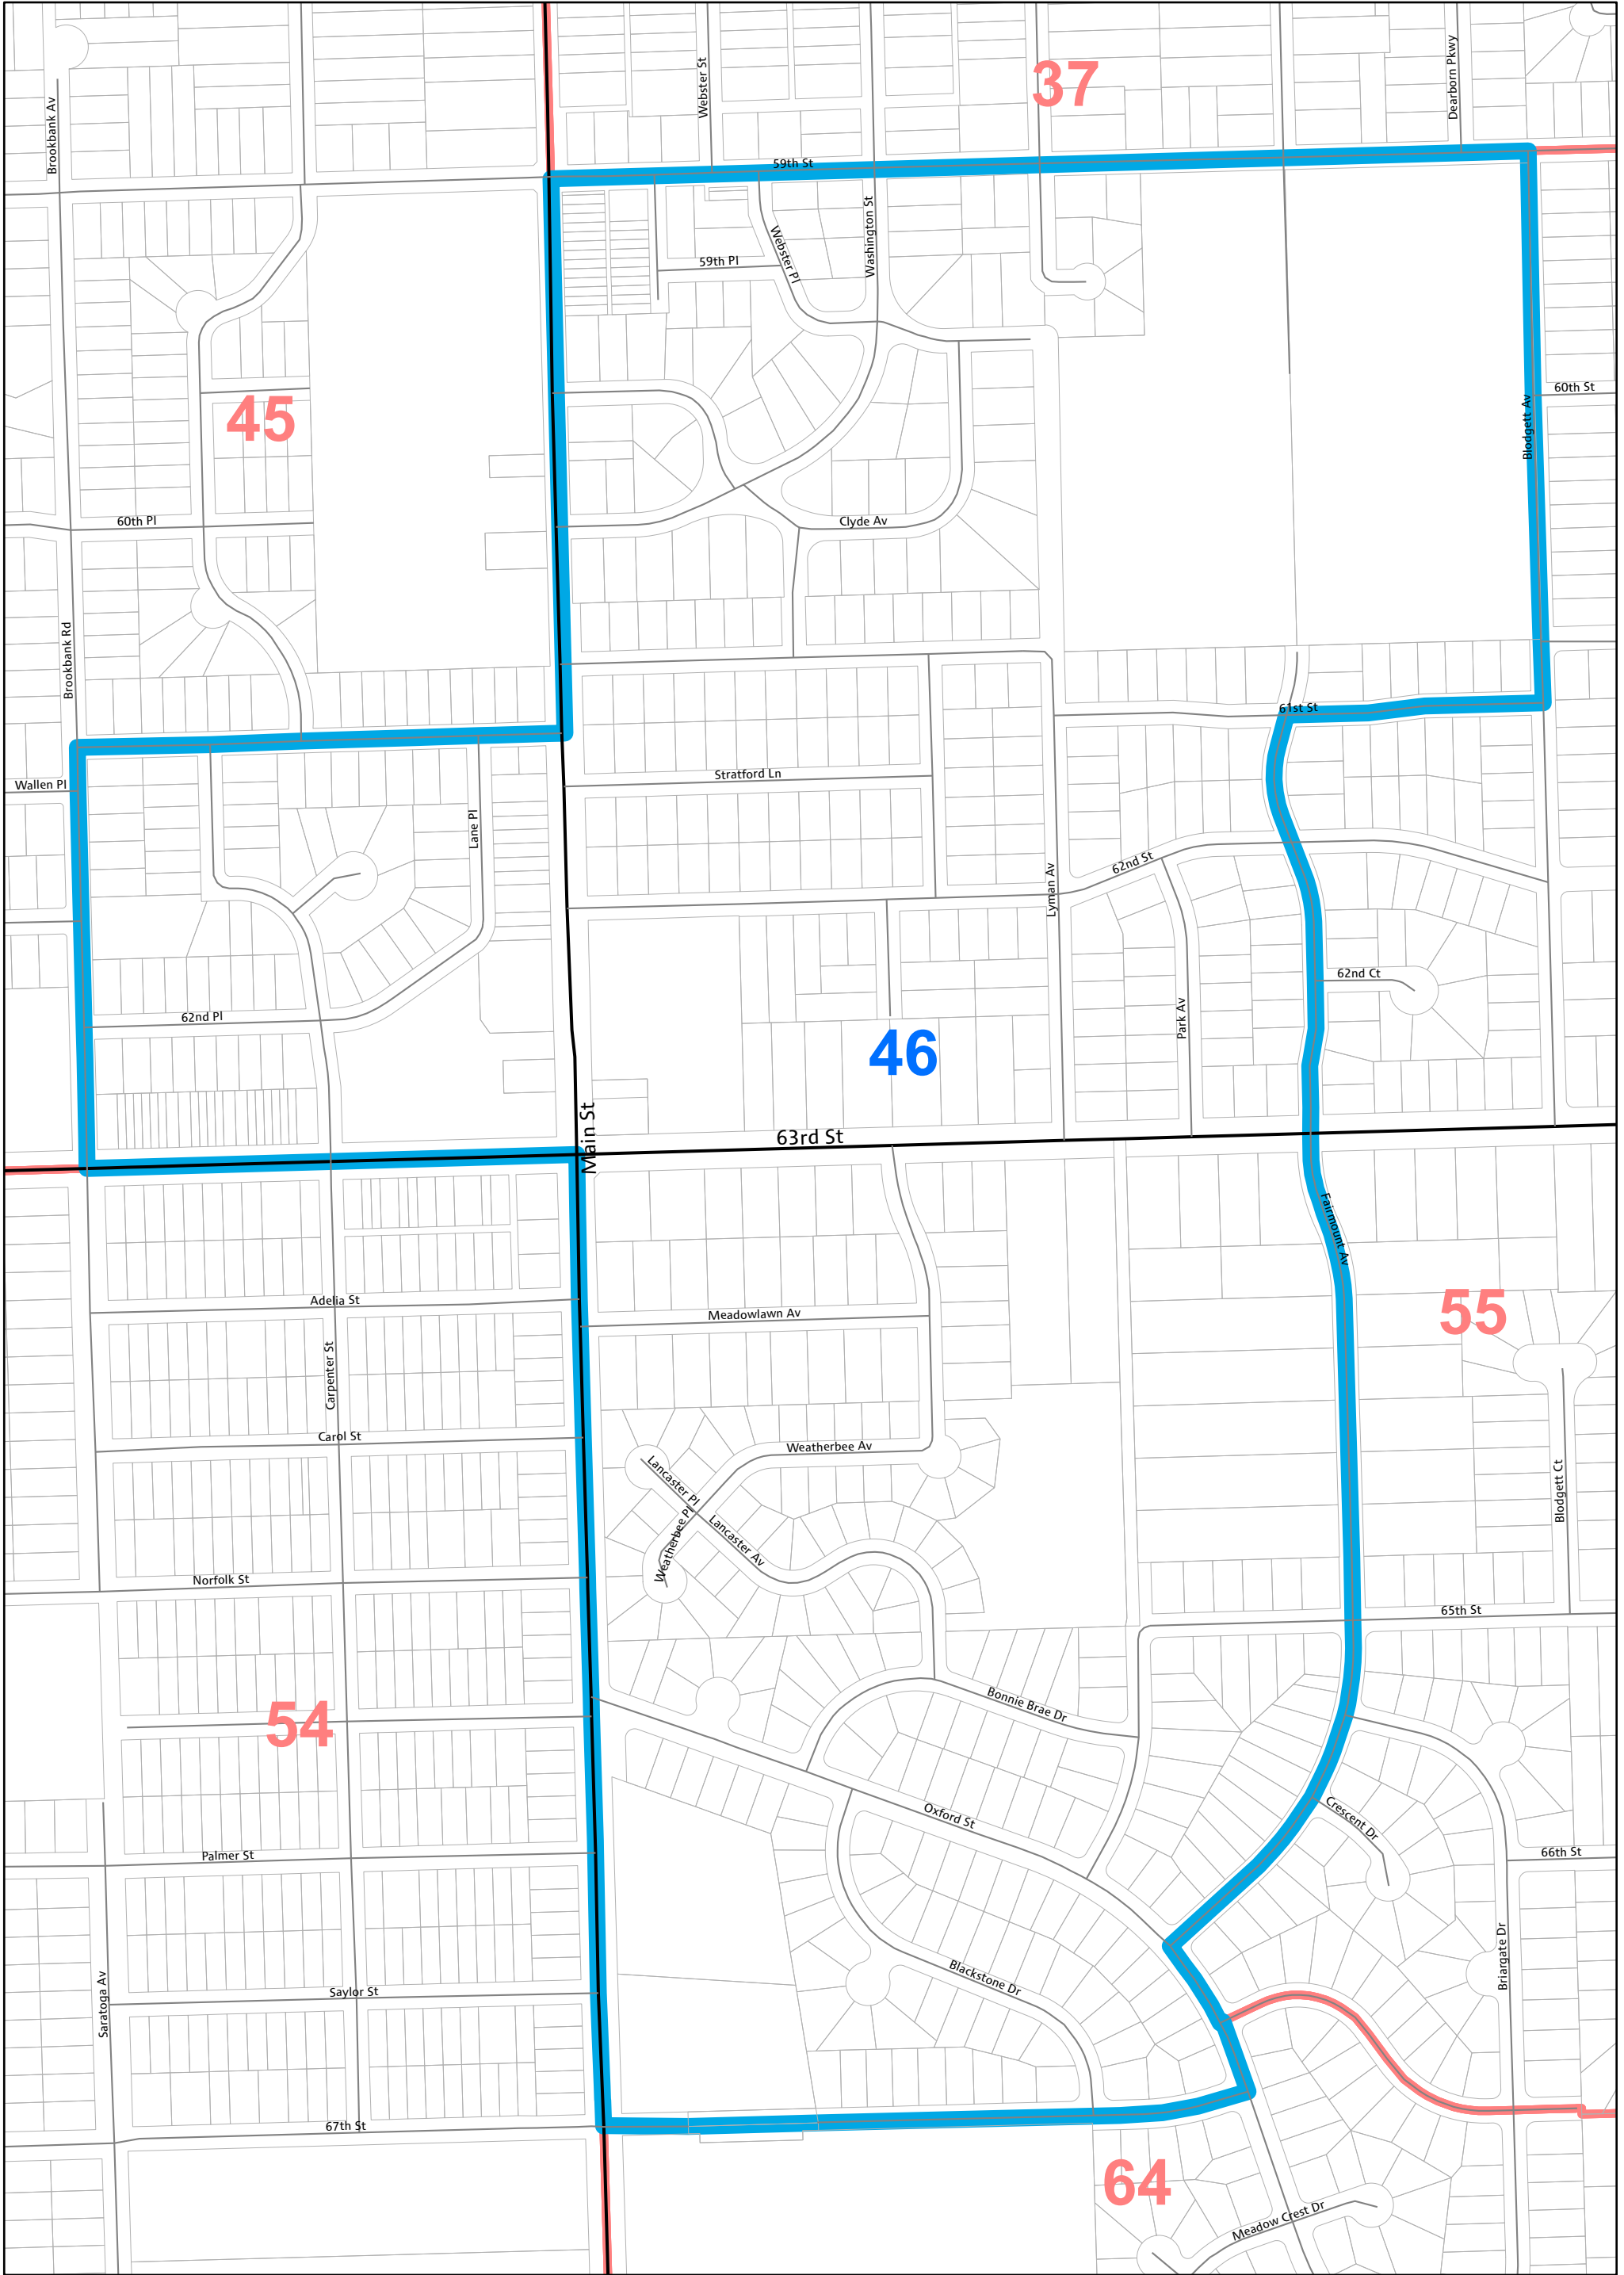 37
Webster St
Dearborn Pkwy
Brookbank Av
59th St
Washington St
Webster Pl
59th Pl
60th St
45
Blodgett Av
60th Pl
Clyde Av
Brookbank Rd
61st St
Stratford Ln
Wallen Pl
Lane Pl
62nd St
Lyman Av
62nd Ct
62nd Pl
Park Av
46
Main St
63rd St
Fairmount Av
55
Adelia St
Meadowlawn Av
Carpenter St
Carol St
Weatherbee Av
Lancaster Pl
Blodgett Ct
Lancaster Av
Weatherbee Pl
Norfolk St
65th St
54
Bonnie Brae Dr
Oxford St
Crescent Dr
Palmer St
66th St
Briargate Dr
Blackstone Dr
Saylor St
Saratoga Av
67th St
64
Meadow Crest Dr